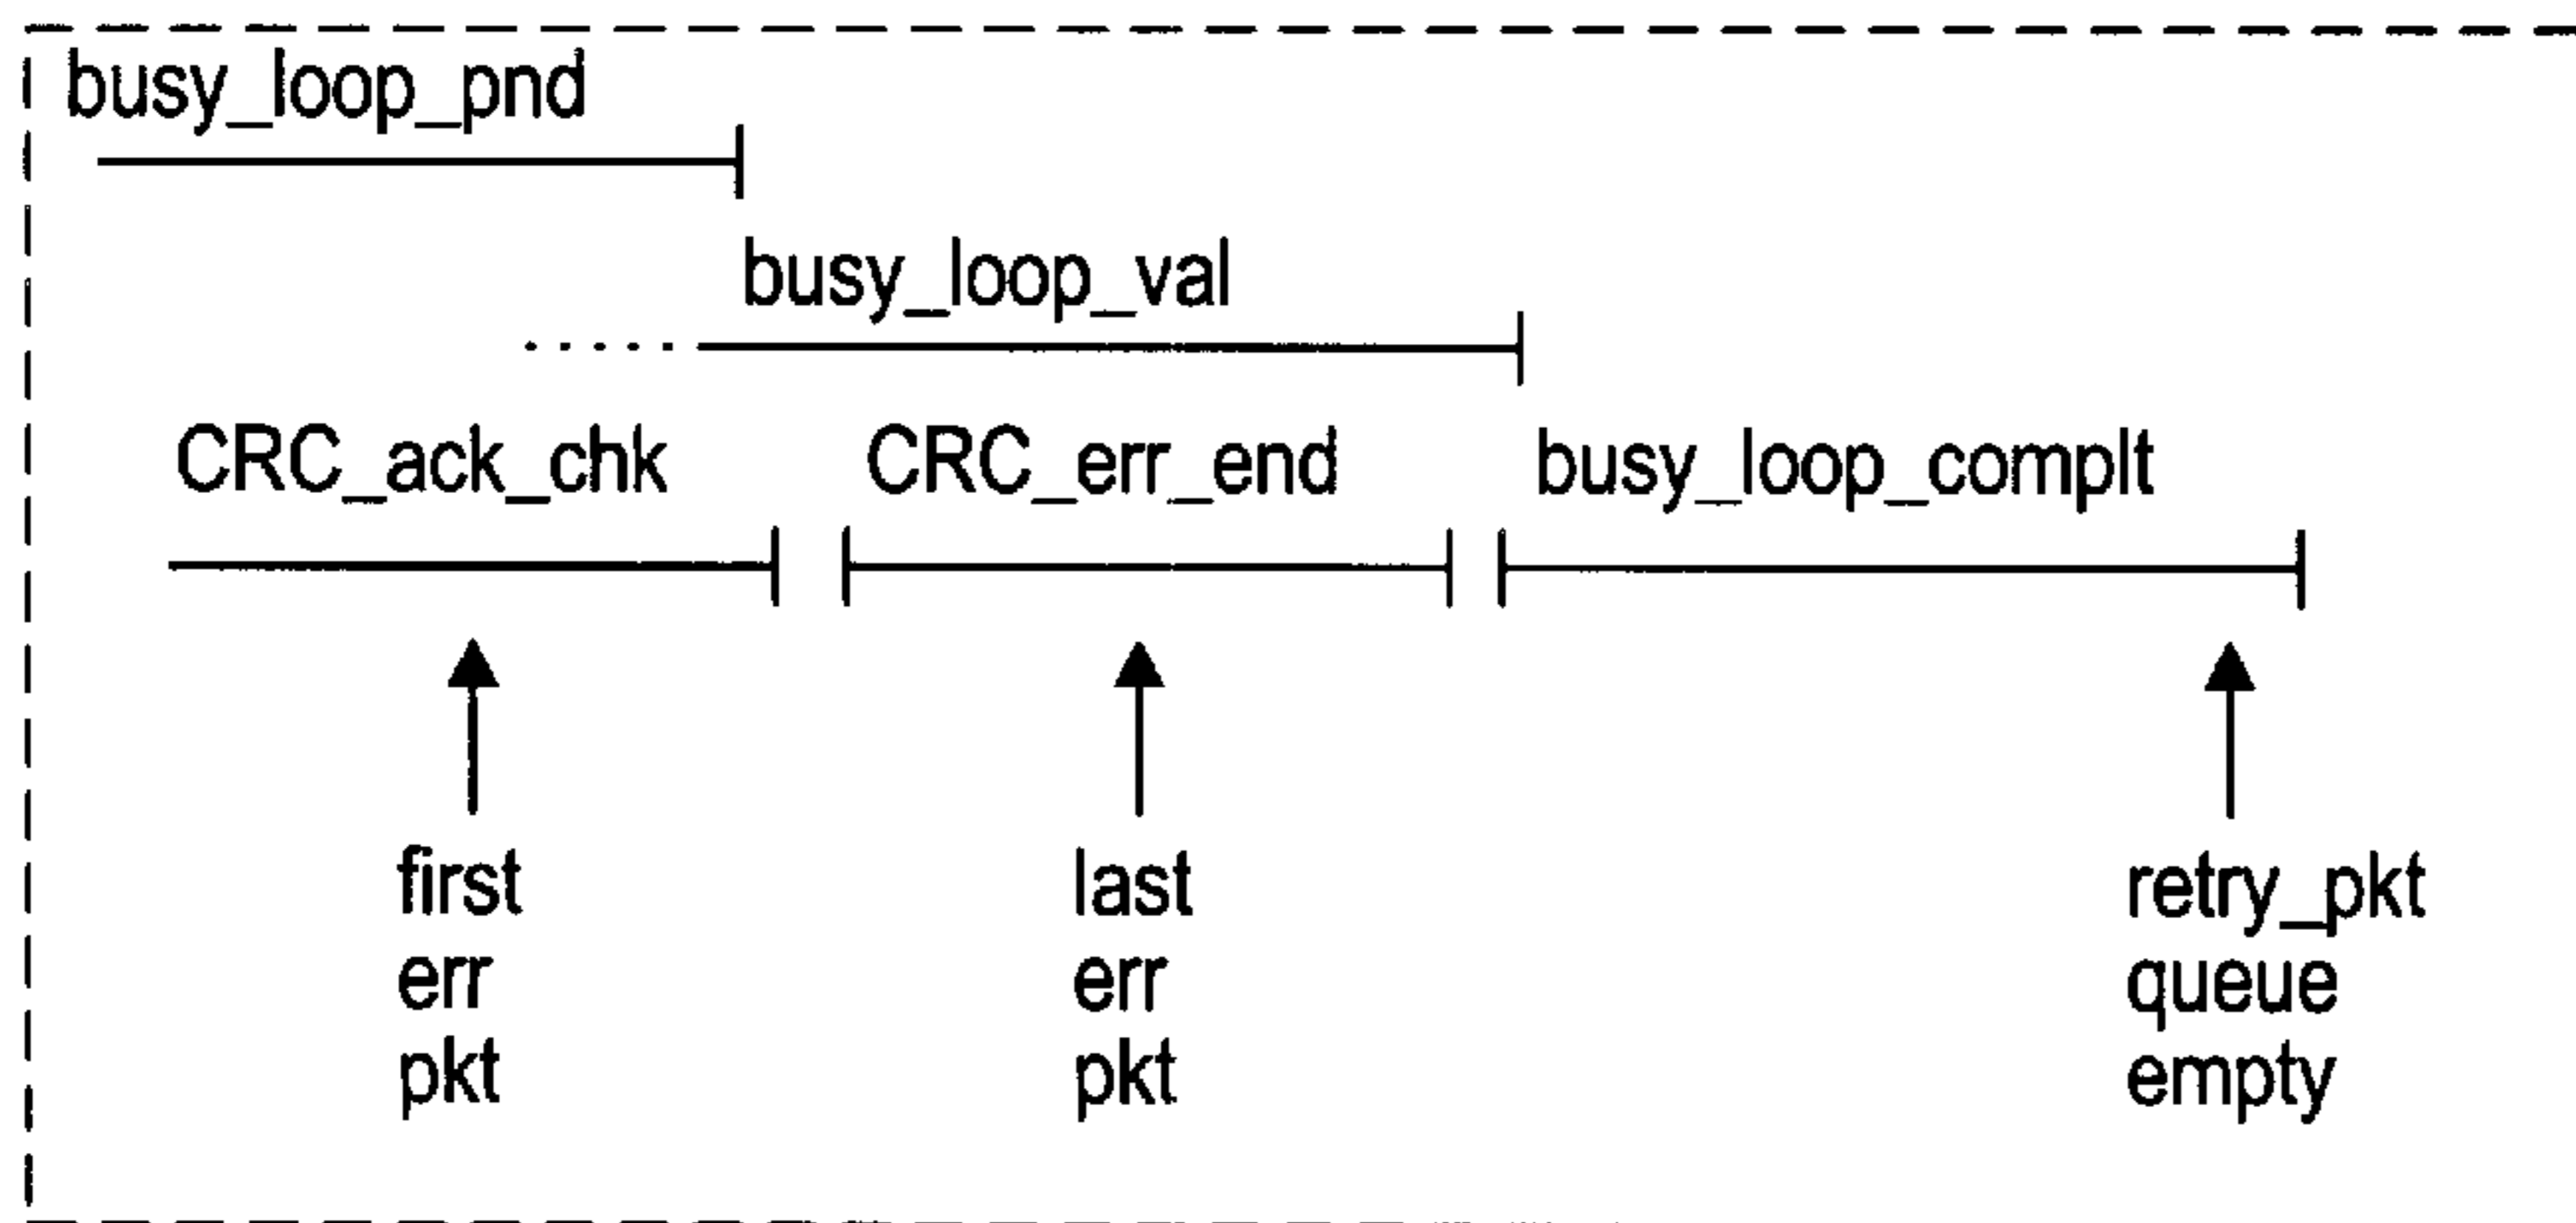 busy_loop_pnd
busy_loop_val
CRC_ack_chk
CRC_err_end
busy_loop_complt
first
err
pkt
last
err
pkt
retry_pkt
queue
empty